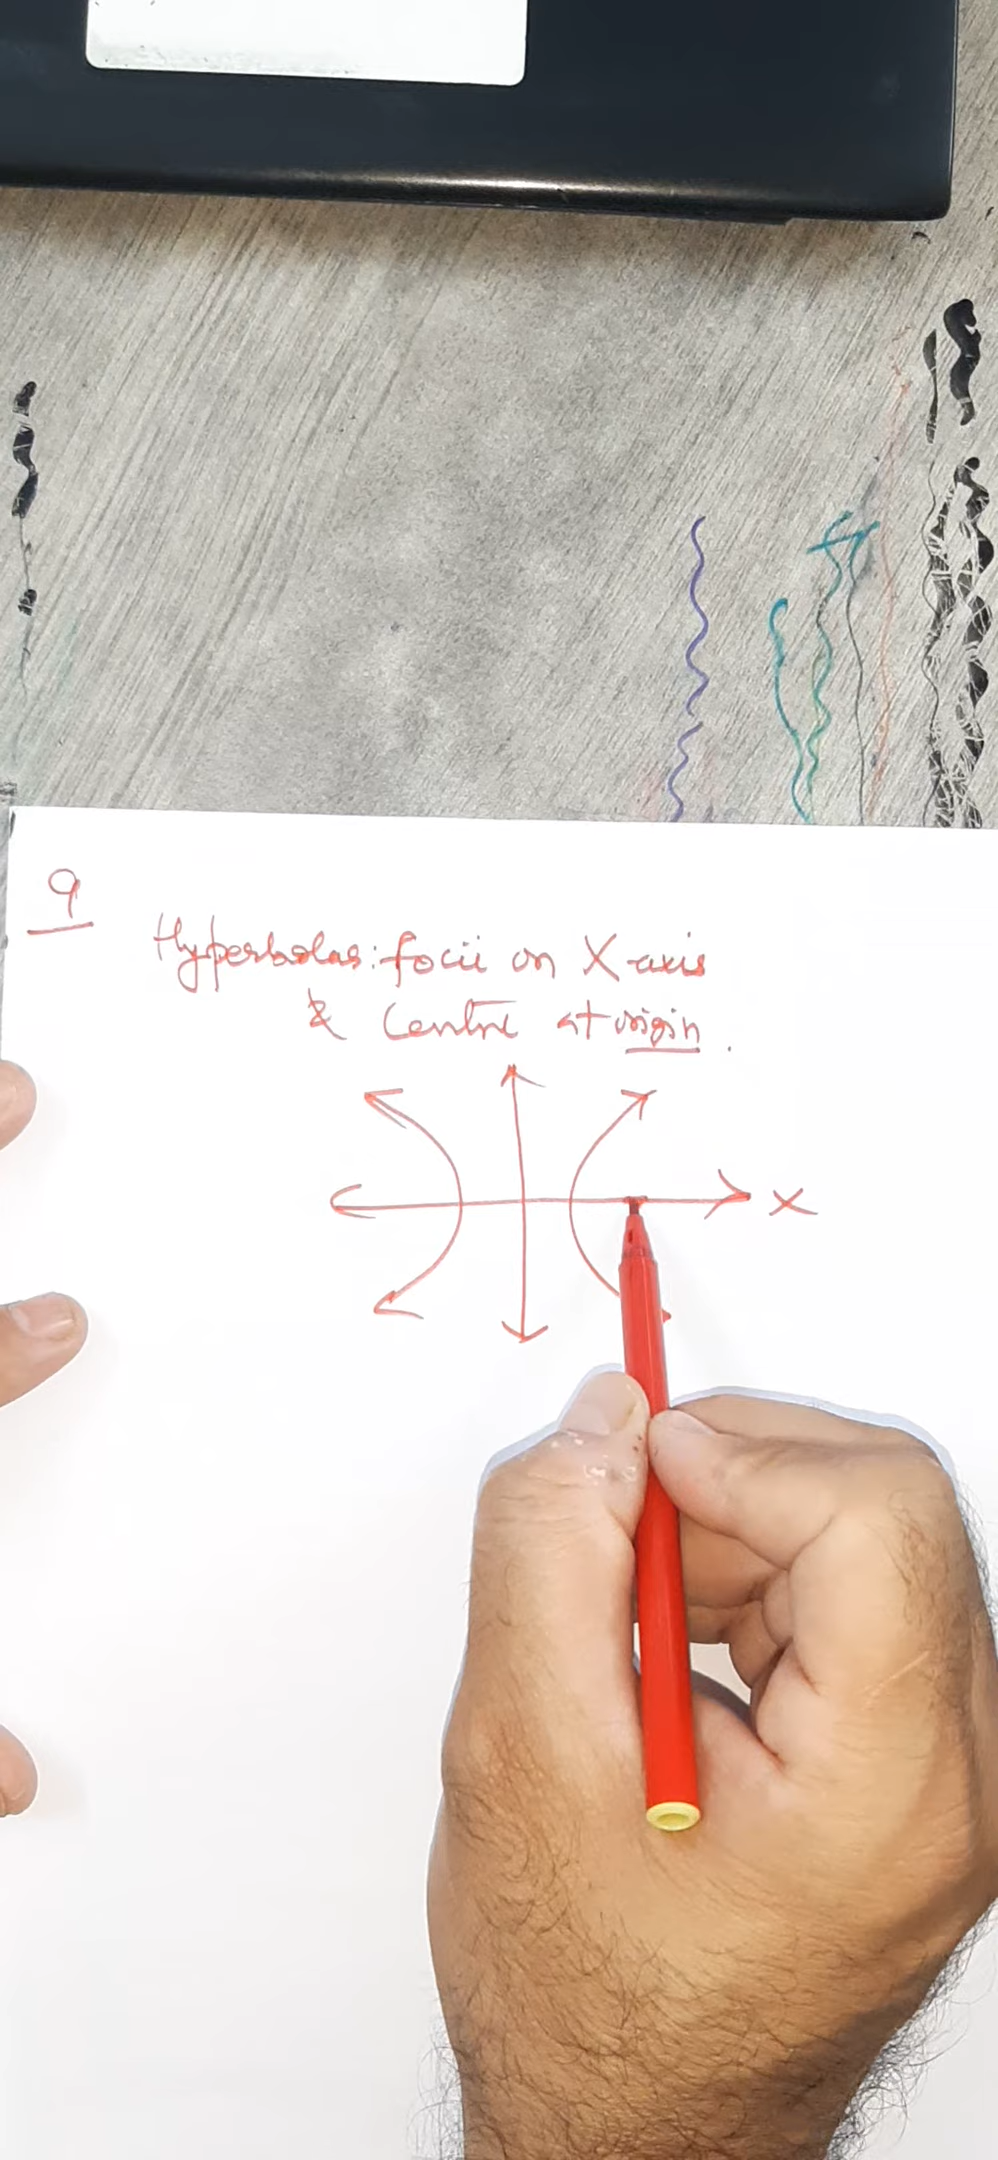 9
Hyperbolas: focii on X-axis
& Centre at origin.
X